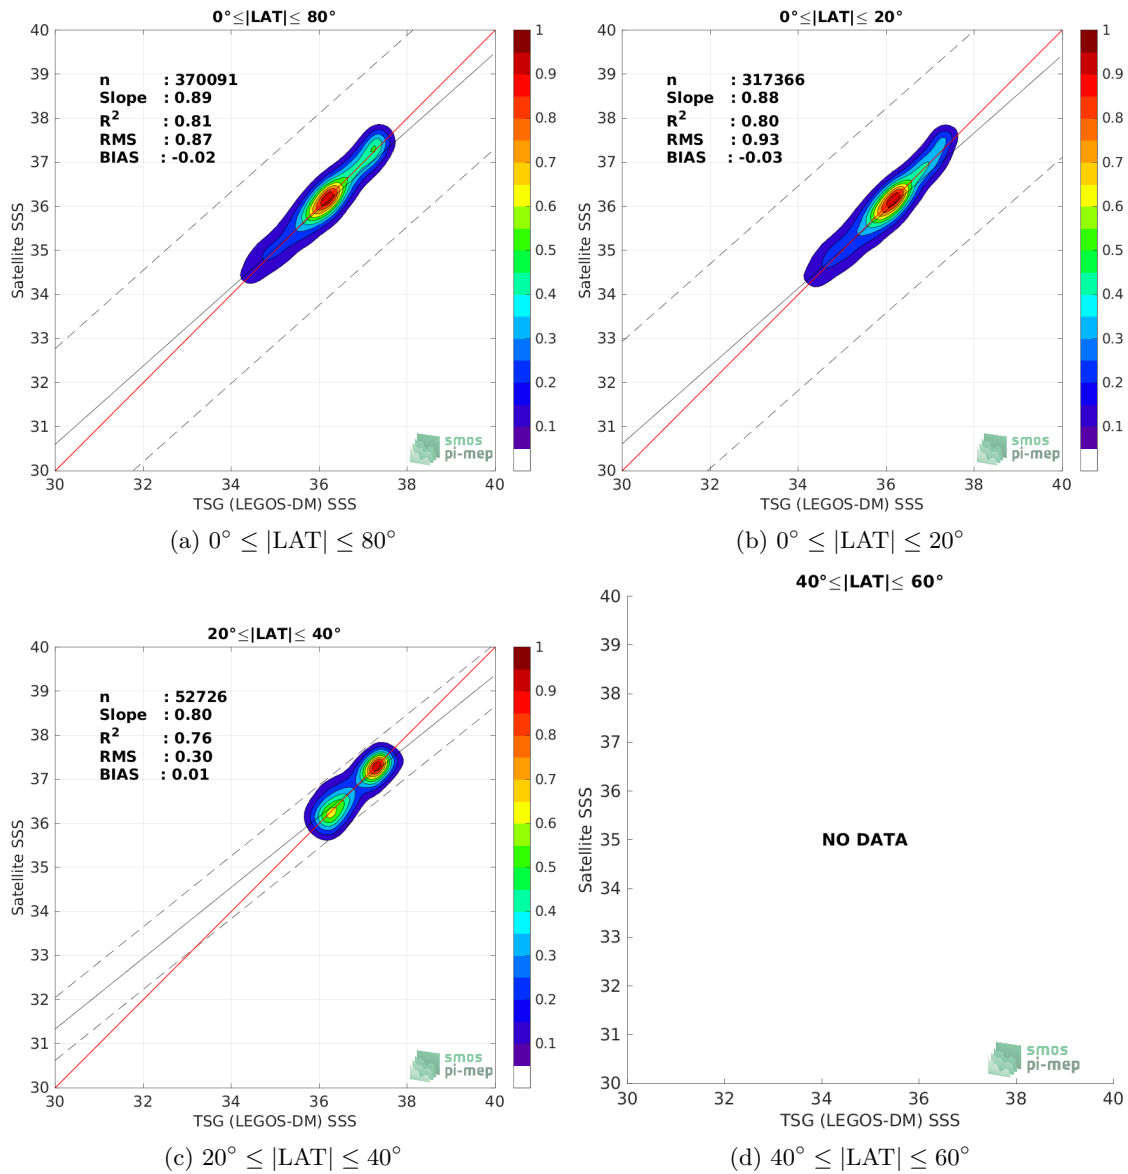 0°≤|LAT|≤ 80°
40
39
38
37
36
35
34
33
32
31
30
30
32
34
36
38
40
n : 370091
Slope : 0.89
R² : 0.81
RMS : 0.87
BIAS : -0.02
Satellite SSS
TSG (LEGOS-DM) SSS
1
0.9
0.8
0.7
0.6
0.5
0.4
0.3
0.2
0.1
smos
pi-mep
(a) 0° ≤ |LAT| ≤ 80°
0°≤|LAT|≤ 20°
40
39
38
37
36
35
34
33
32
31
30
30
32
34
36
38
40
n : 317366
Slope : 0.88
R² : 0.80
RMS : 0.93
BIAS : -0.03
Satellite SSS
TSG (LEGOS-DM) SSS
1
0.9
0.8
0.7
0.6
0.5
0.4
0.3
0.2
0.1
smos
pi-mep
(b) 0° ≤ |LAT| ≤ 20°
20°≤|LAT|≤ 40°
40
39
38
37
36
35
34
33
32
31
30
30
32
34
36
38
40
n : 52726
Slope : 0.80
R² : 0.76
RMS : 0.30
BIAS : 0.01
Satellite SSS
TSG (LEGOS-DM) SSS
1
0.9
0.8
0.7
0.6
0.5
0.4
0.3
0.2
0.1
smos
pi-mep
(c) 20° ≤ |LAT| ≤ 40°
40°≤|LAT|≤ 60°
40
39
38
37
36
35
34
33
32
31
30
30
32
34
36
38
40
NO DATA
Satellite SSS
TSG (LEGOS-DM) SSS
smos
pi-mep
(d) 40° ≤ |LAT| ≤ 60°